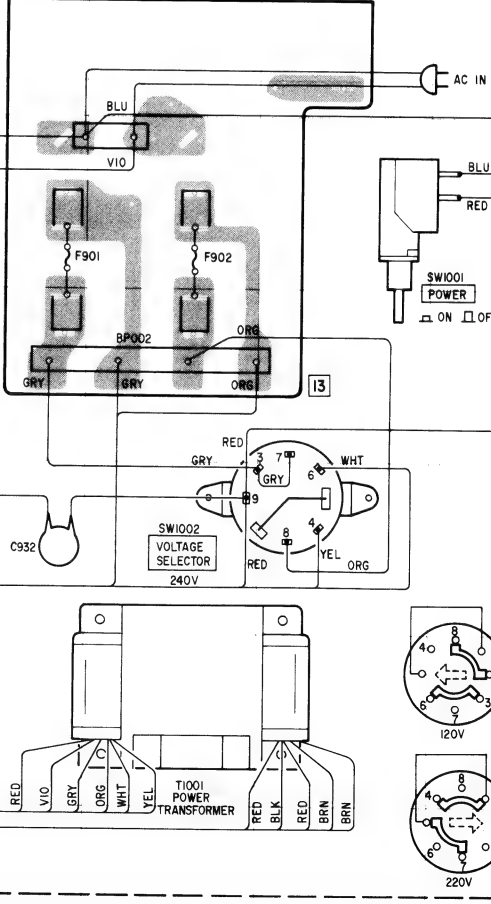 AC IN
BLU
VIO
BLU
RED
F901
F902
SW1001
POWER
ON OF
ORG
BP002
GRY
GRY
ORG
13
RED
GRY
3
7
GRY
6
WHT
9
4
8
SW1002
VOLTAGE
SELECTOR
240V
RED
YEL
ORG
C932
8
4
6
3
7
120V
RED
VIO
GRY
ORG
WHT
YEL
T1001
POWER
TRANSFORMER
RED
BLK
RED
BRN
BRN
8
4
6
7
220V